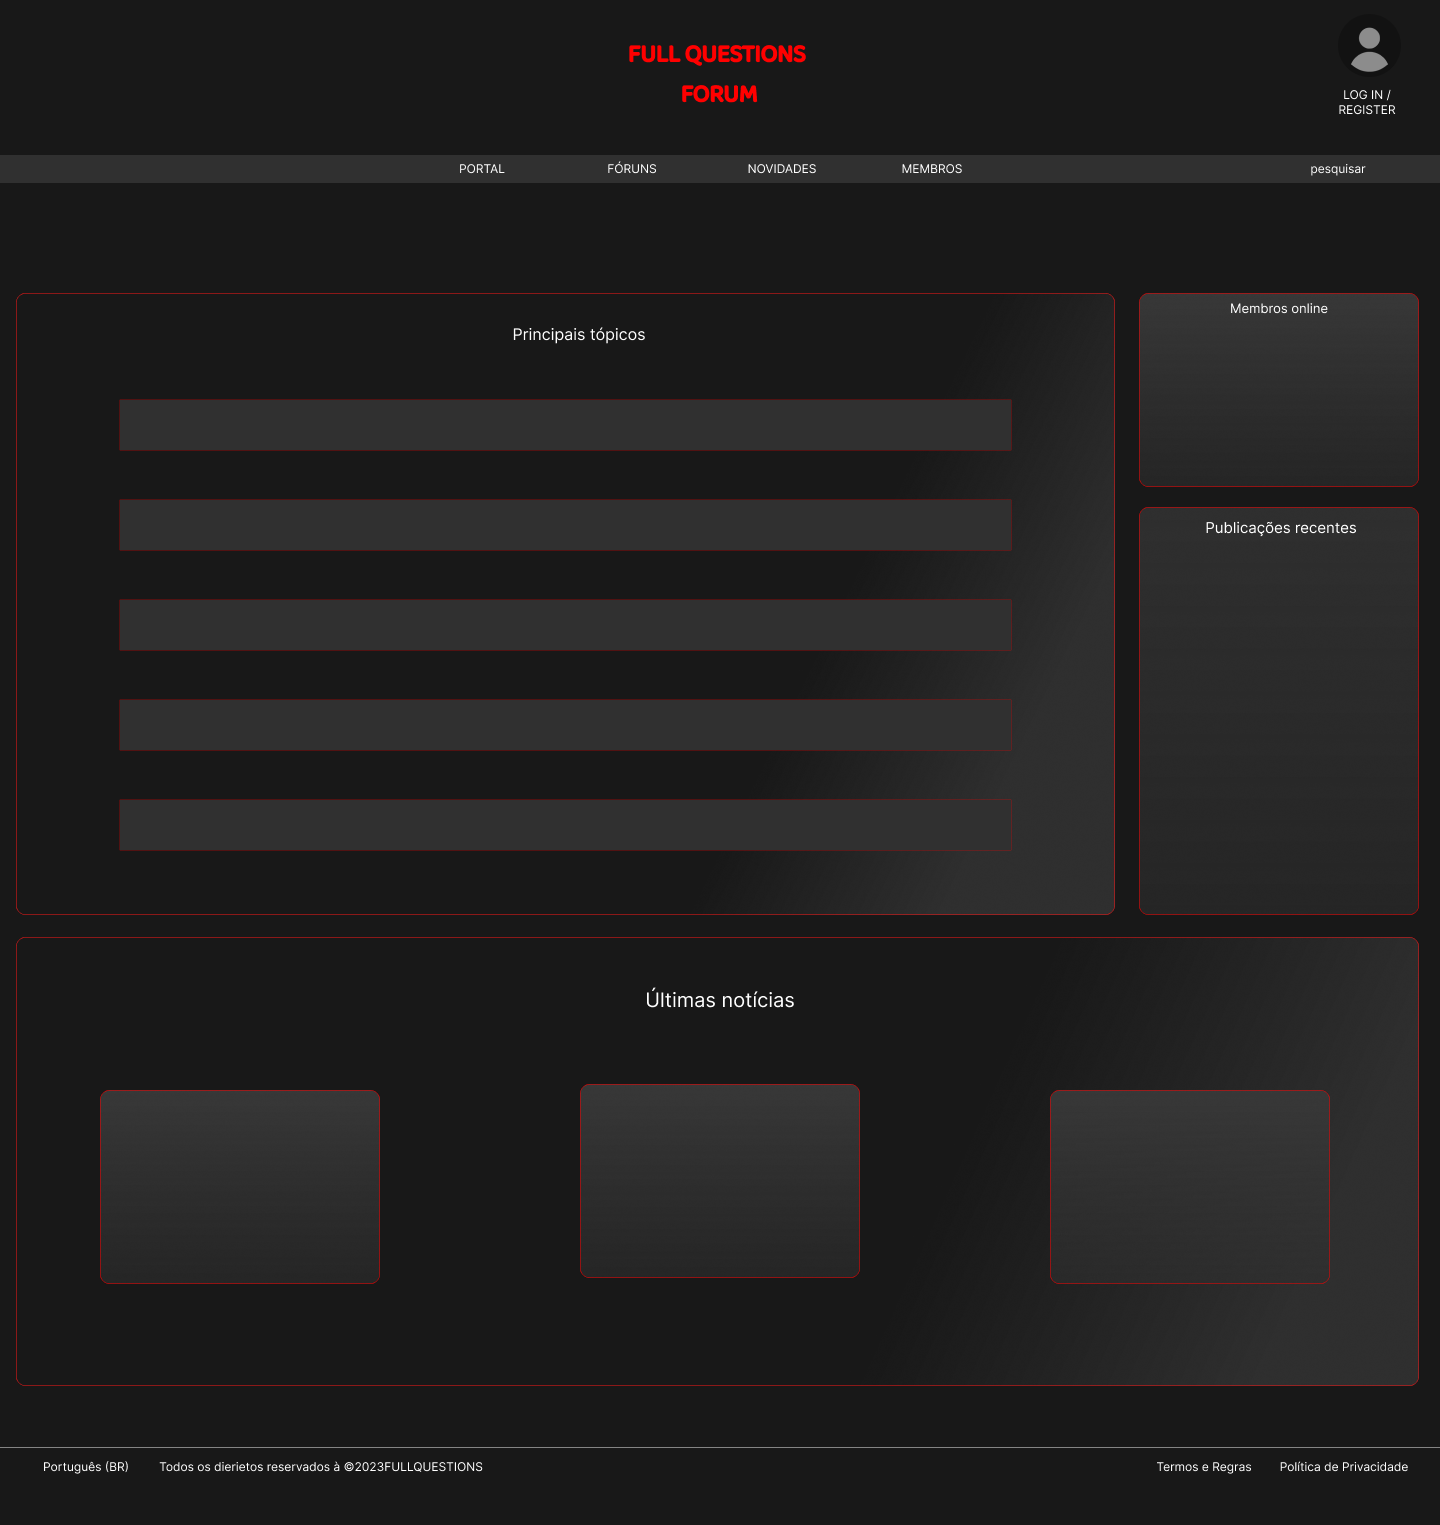 FULL QUESTIONS
FORUM
LOG IN /
REGISTER
PORTAL
FÓRUNS
NOVIDADES
MEMBROS
pesquisar
Principais tópicos
Membros online
Publicações recentes
Últimas notícias
Português (BR)
Todos os dierietos reservados à ©2023FULLQUESTIONS
Termos e Regras
Política de Privacidade